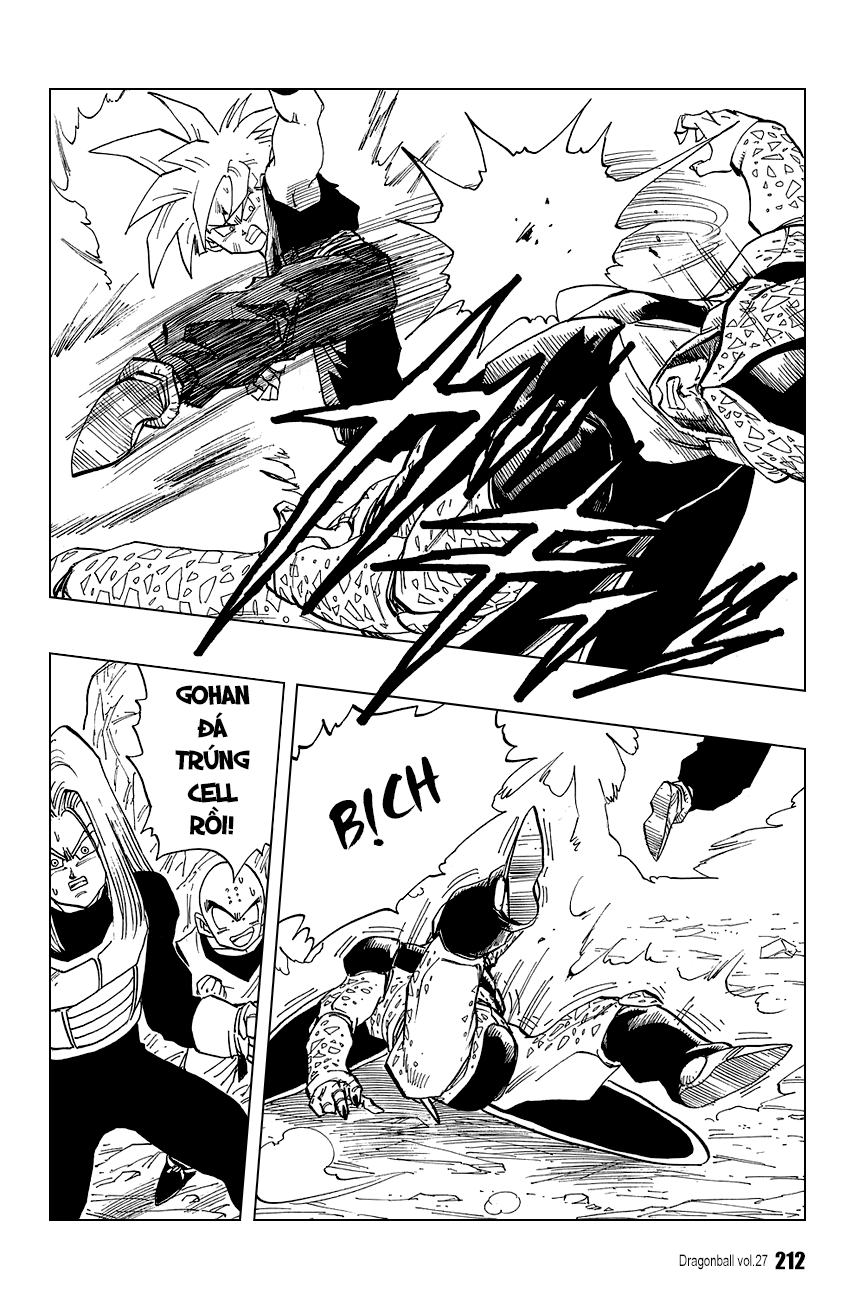 GOHAN
ĐÁ
TRÚNG
CELL
RỒI!
BỊCH
Dragonball vol.27 212